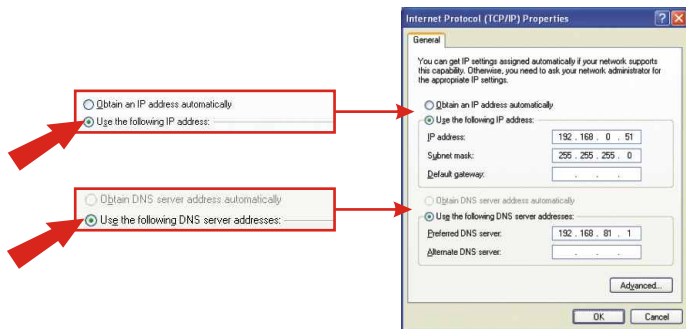 Obtain an IP address automatically
Use the following IP address:
Obtain DNS server address automatically
Use the following DNS server addresses:
Internet Protocol (TCP/IP) Properties
General
You can get IP settings assigned automatically if your network supports
this capability. Otherwise, you need to ask your network administrator for
the appropriate IP settings.
Obtain an IP address automatically
Use the following IP address:
IP address: 192 . 168 . 0 . 51
Subnet mask: 255 . 255 . 255 . 0
Default gateway: . . .
Obtain DNS server address automatically
Use the following DNS server addresses:
Preferred DNS server: 192 . 168 . 81 . 1
Alternate DNS server: . . .
Advanced...
OK Cancel